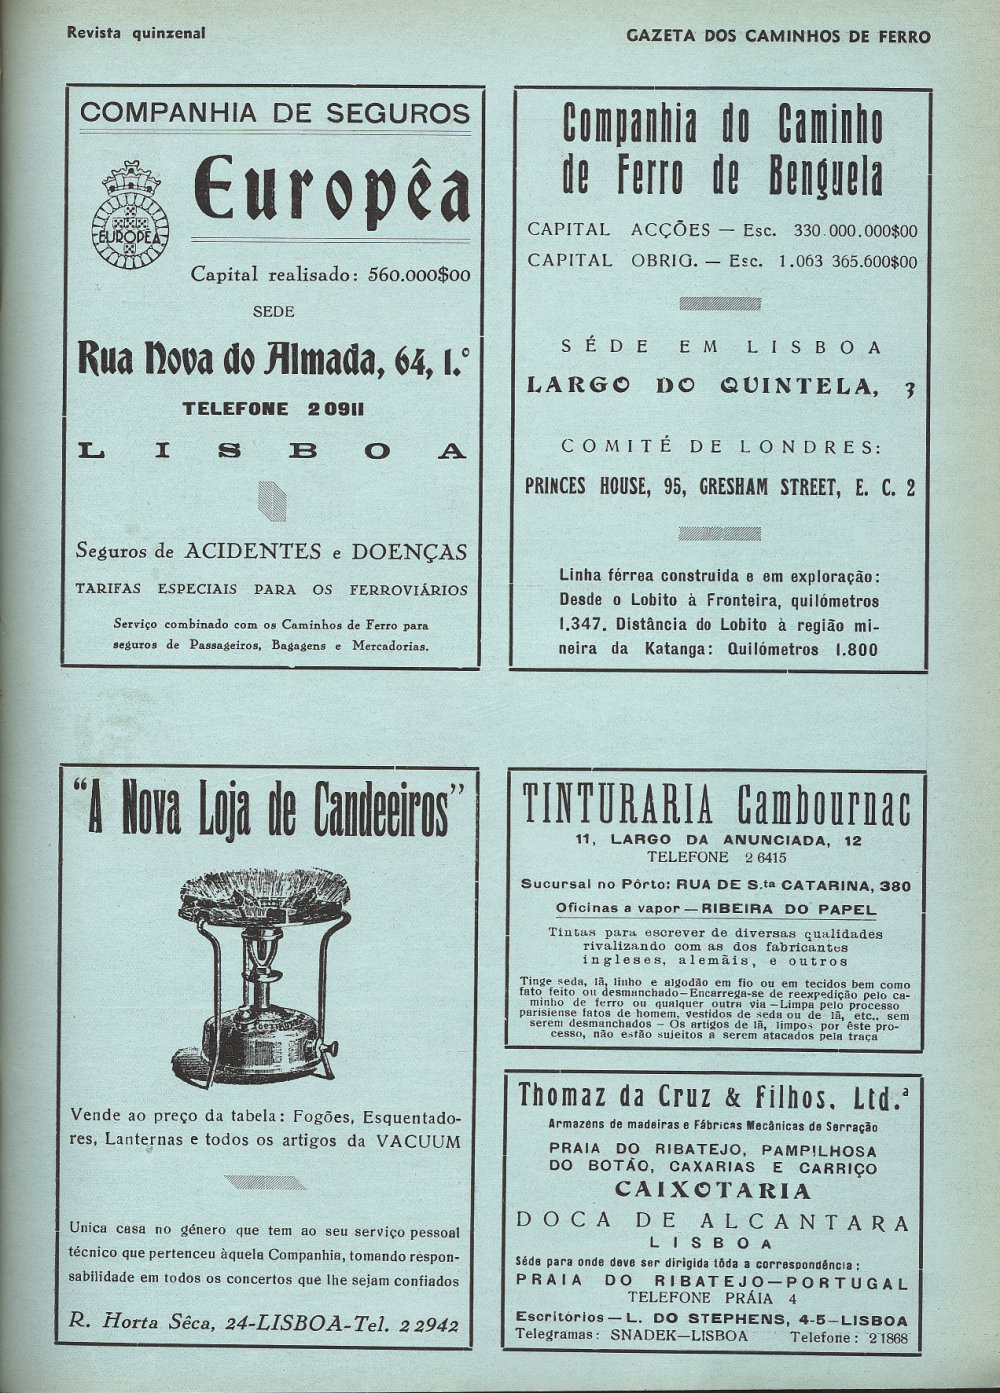 Revista quinzenal
GAZETA DOS CAMINHOS DE FERRO
COMPANHIA DE SEGUROS
Európêa
EUROPÊA
Capital realisado: 560.000$00
SEDE
Rua Nova do Almada, 64, 1.º
TELEFONE 2 0911
LISBOA
Seguros de ACIDENTES e DOENÇAS
TARIFAS ESPECIAIS PARA OS FERROVIÁRIOS
Serviço combinado com os Caminhos de Ferro para
seguros de Passageiros, Bagagens e Mercadorias.
Companhia do Caminho
de Ferro de Benguela
CAPITAL ACÇÕES — Esc. 330.000.000$00
CAPITAL OBRIG. — Esc. 1.063 365.600$00
SÉDE EM LISBOA
LARGO DO QUINTELA, 3
COMITÉ DE LONDRES:
PRINCES HOUSE, 95, GRESHAM STREET, E. C. 2
Linha férrea construida e em exploração:
Desde o Lobito à Fronteira, quilómetros
1.347. Distância do Lobito à região mi-
neira da Katanga: Quilómetros 1.800
"A Nova Loja de Candeeiros"
Vende ao preço da tabela: Fogões, Esquentado-
res, Lanternas e todos os artigos da VACUUM
Unica casa no género que tem ao seu serviço pessoal
técnico que pertenceu àquela Companhia, tomando respon-
sabilidade em todos os concertos que lhe sejam confiados
R. Horta Sêca, 24-LISBOA-Tel. 2 2942
TINTURARIA Cambournac
11, LARGO DA ANUNCIADA, 12
TELEFONE 2 6415
Sucursal no Pôrto: RUA DE S.ta CATARINA, 380
Oficinas a vapor — RIBEIRA DO PAPEL
Tintas para escrever de diversas qualidades
rivalizando com as dos fabricantes
ingleses, alemãis, e outros
Tinge seda, lã, linho e algodão em fio ou em tecidos bem como
fato feito ou desmanchado — Encarrega-se de reexpedição pelo ca-
minho de ferro ou qualquer outra via — Limpa pelo processo
parisiense fatos de homem, vestidos de seda ou de lã, etc., sem
serem desmanchados — Os artigos de lã, limpos por êste pro-
cesso, não estão sujeitos a serem atacados pela traça
Thomaz da Cruz & Filhos, Ltd.ª
Armazéns de madeiras e Fábricas Mecânicas de Serração
PRAIA DO RIBATEJO, PAMPILHOSA
DO BOTÃO, CAXARIAS E CARRIÇO
CAIXOTARIA
DOCA DE ALCANTARA
LISBOA
Séde para onde deve ser dirigida tôda a correspondência:
PRAIA DO RIBATEJO—PORTUGAL
TELEFONE PRÁIA 4
Escritórios — L. DO STEPHENS, 4-5-LISBOA
Telegramas: SNADEK—LISBOA Telefone: 2 1868